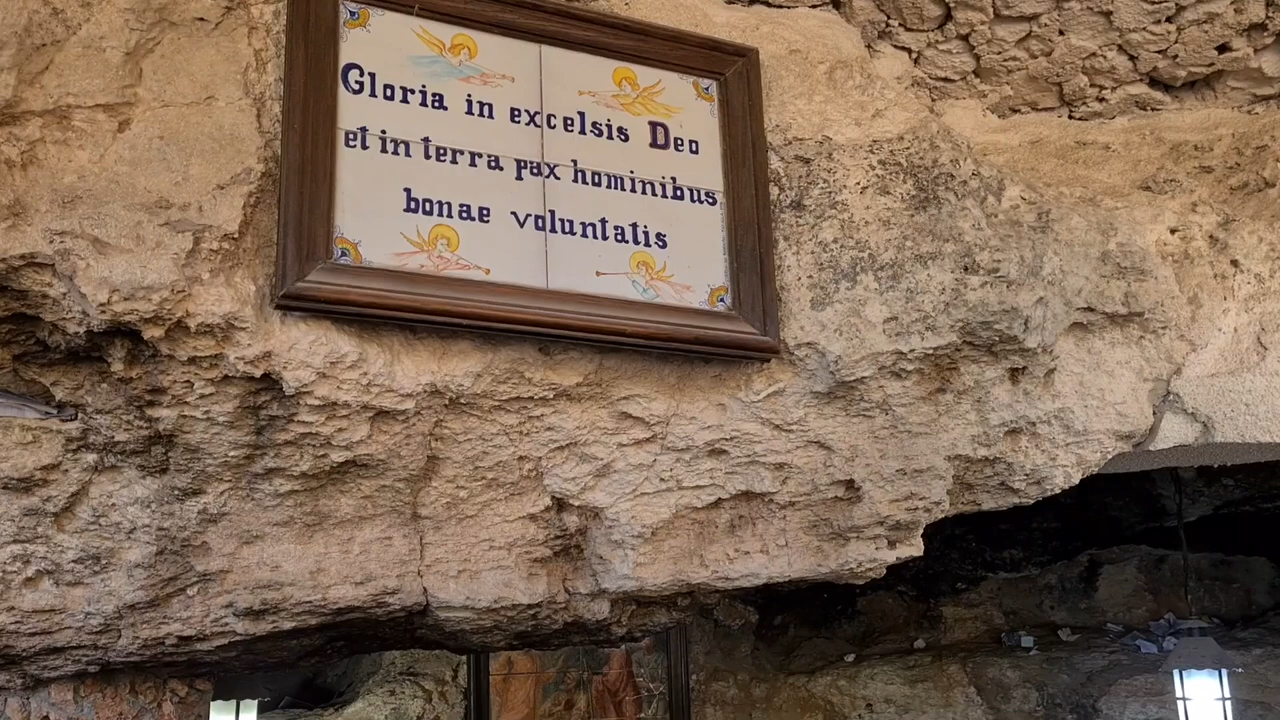 Gloria in excelsis Deo
et in terra pax hominibus
bonae voluntatis